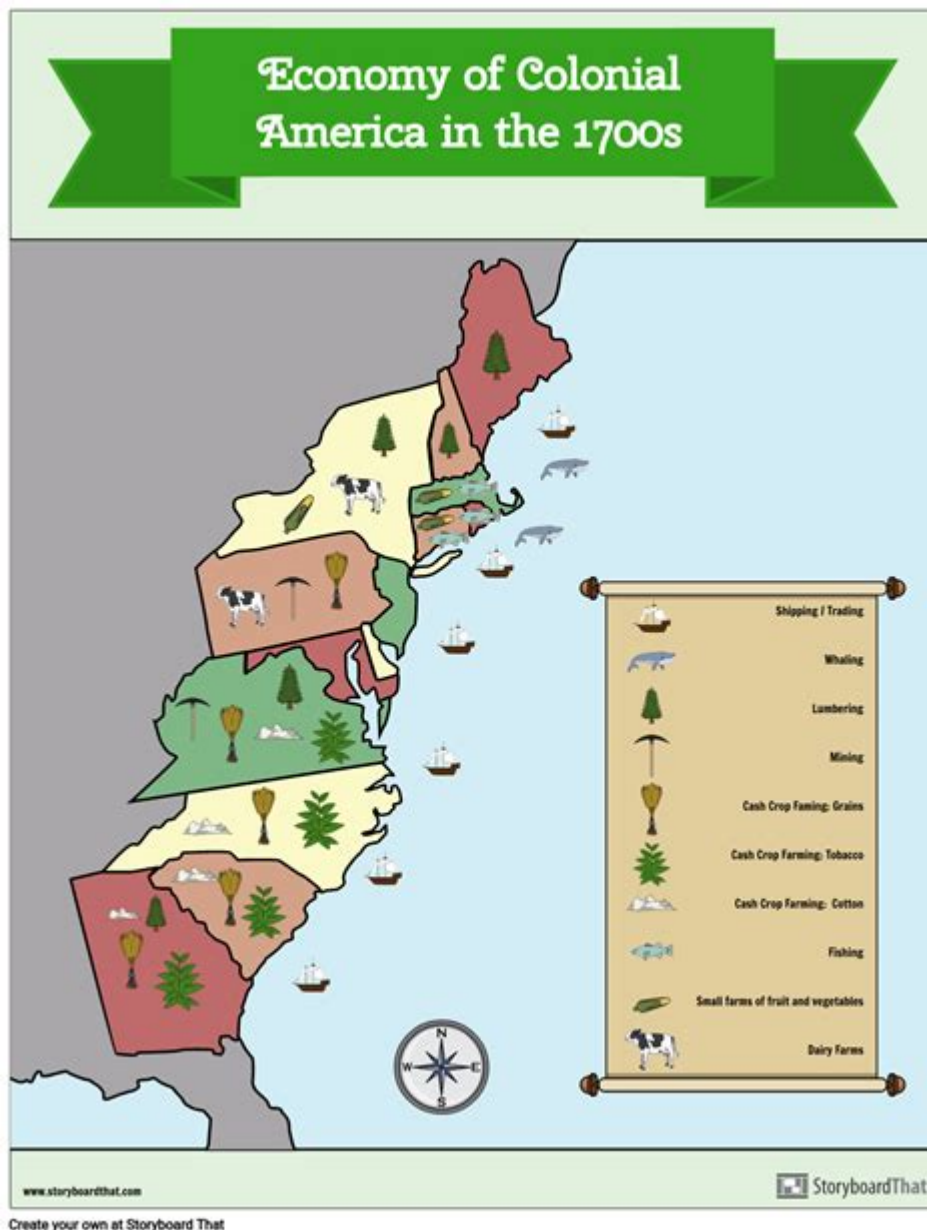 Economy of Colonial
America in the 1700s
Shipping / Trading
Whaling
Lumbering
Mining
Cash Crop Faming: Grains
Cash Crop Farming: Tobacco
Cash Crop Farming: Cotton
Fishing
Small farms of fruit and vegetables
Dairy Farms
N
W E
S
www.storyboardthat.com
StoryboardThat
Create your own at Storyboard That